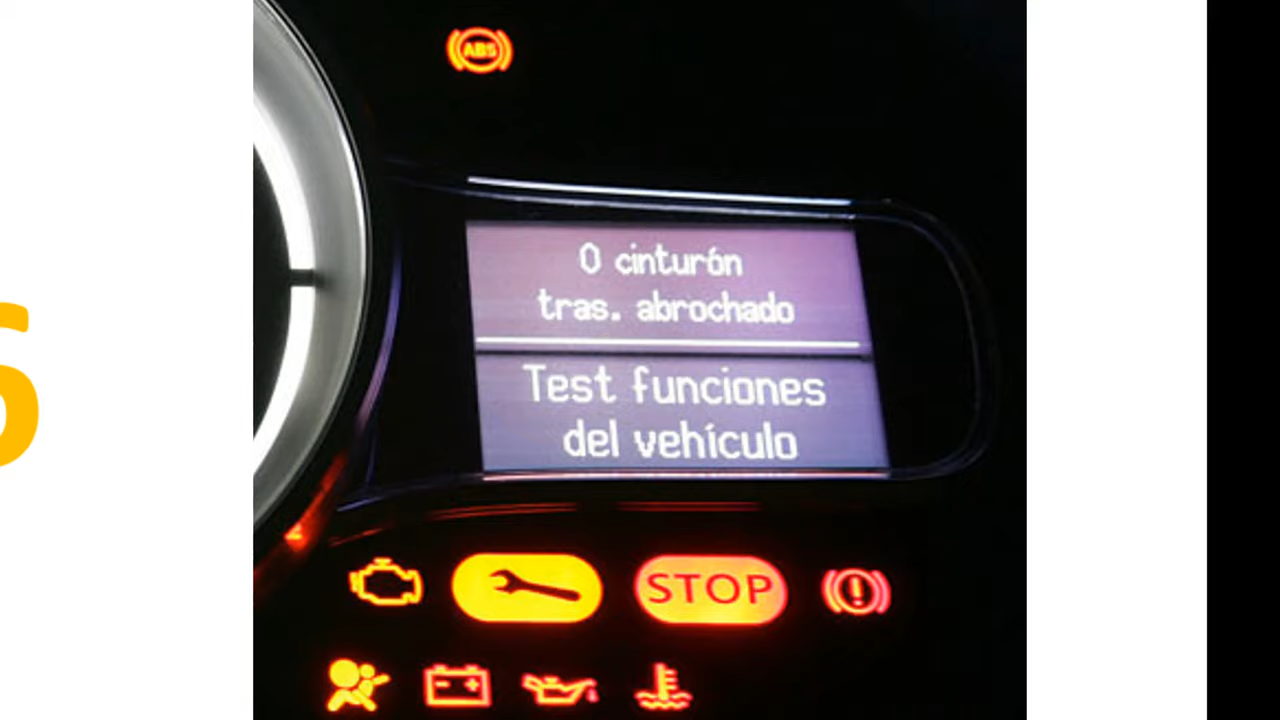 ABS
0 cinturón
tras. abrochado
Test funciones
del vehículo
STOP